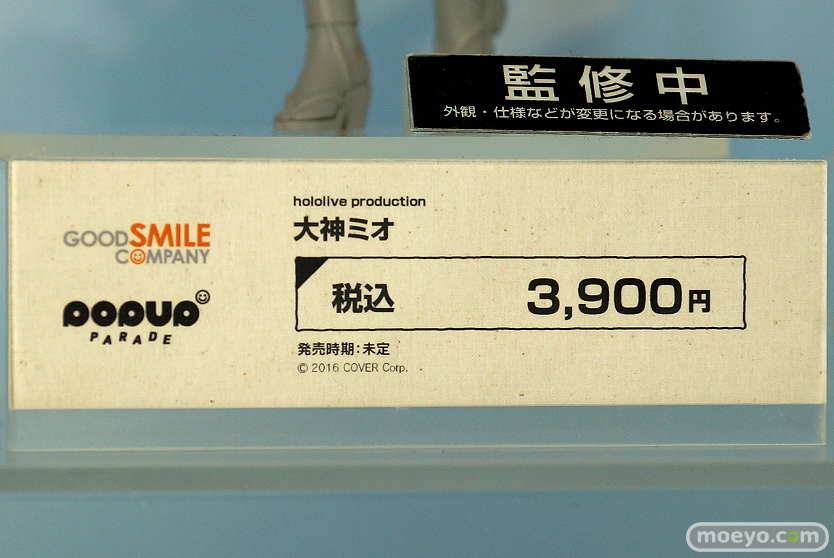 監修中
外観・仕様などが変更になる場合があります。
GOODSMILE
COMPANY
POPUP
PARADE
hololive production
大神ミオ
税込 3,900円
発売時期：未定
© 2016 COVER Corp.
moeyo.com